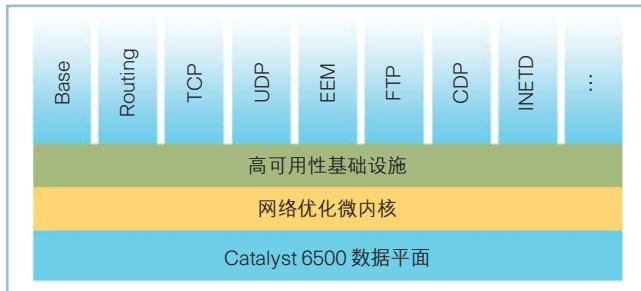 Base
Routing
TCP
UDP
EEM
FTP
CDP
INETD
…
高可用性基础设施
网络优化微内核
Catalyst 6500 数据平面